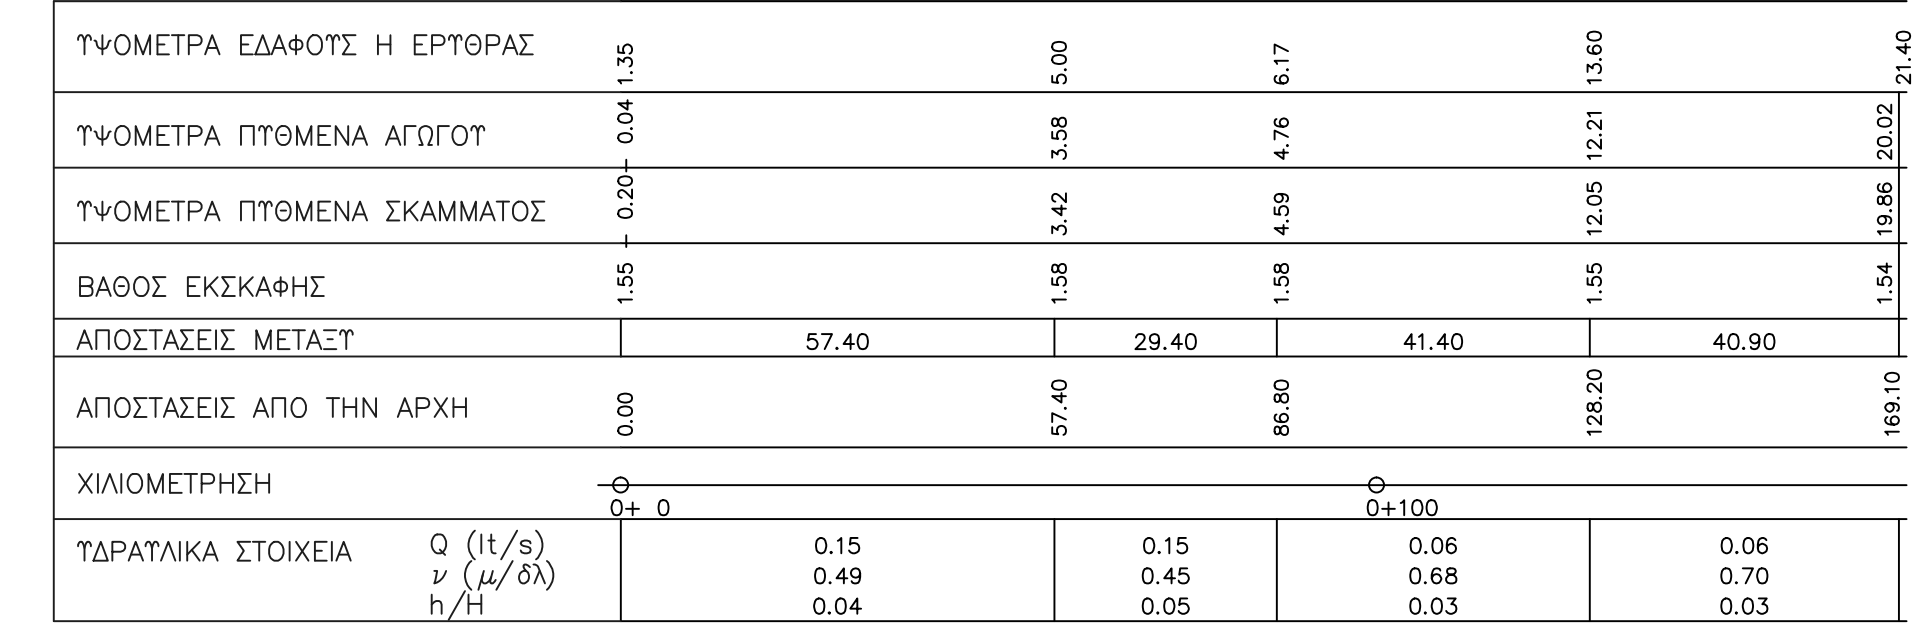 ΥΨΟΜΕΤΡΑ ΕΔΑΦΟΥΣ Η ΕΡΥΘΡΑΣ 1.35 5.00 6.17 13.60 21.40
ΥΨΟΜΕΤΡΑ ΠΥΘΜΕΝΑ ΑΓΩΓΟΥ - 0.04 3.58 4.76 12.21 20.02
ΥΨΟΜΕΤΡΑ ΠΥΘΜΕΝΑ ΣΚΑΜΜΑΤΟΣ - 0.20 3.42 4.59 12.05 19.86
ΒΑΘΟΣ ΕΚΣΚΑΦΗΣ 1.55 1.58 1.58 1.55 1.54
ΑΠΟΣΤΑΣΕΙΣ ΜΕΤΑΞΥ 57.40 29.40 41.40 40.90
ΑΠΟΣΤΑΣΕΙΣ ΑΠΟ ΤΗΝ ΑΡΧΗ 0.00 57.40 86.80 128.20 169.10
ΧΙΛΙΟΜΕΤΡΗΣΗ
0+ 0 0+100
ΥΔΡΑΥΛΙΚΑ ΣΤΟΙΧΕΙΑ Q (lt/s) 0.15 0.15 0.06 0.06
ν (μ/δλ) 0.49 0.45 0.68 0.70
h/H 0.04 0.05 0.03 0.03